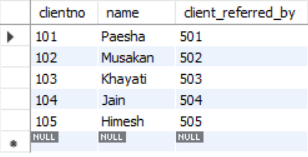 clientno name client_referred_by
101 Paesha 501
102 Musakan 502
103 Khayati 503
104 Jain 504
105 Himesh 505
NULL NULL NULL